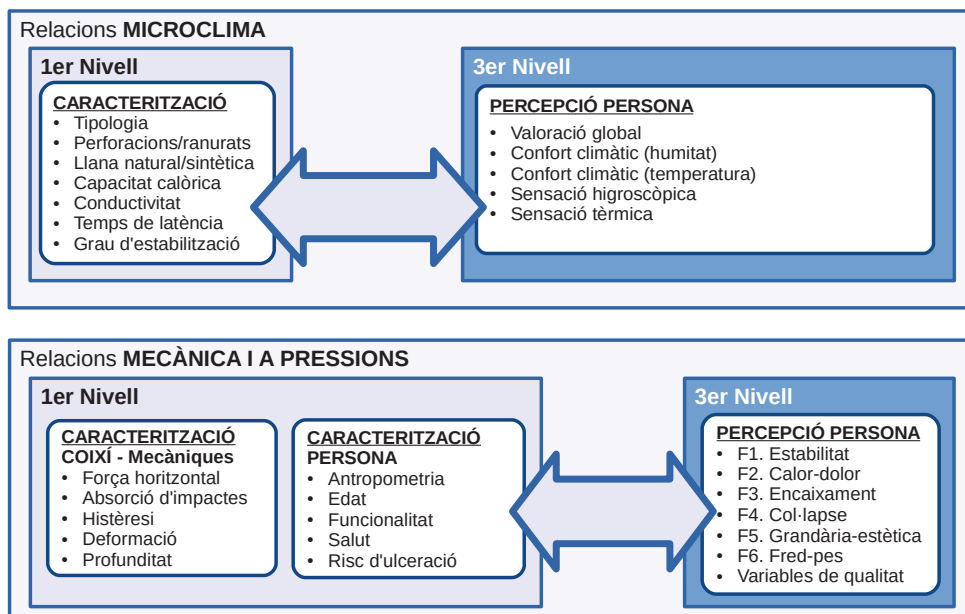 Relacions MICROCLIMA
1er Nivell
CARACTERITZACIÓ
• Tipologia
• Perforacions/ranurats
• Llana natural/sintètica
• Capacitat calòrica
• Conductivitat
• Temps de latència
• Grau d'estabilització
3er Nivell
PERCEPCIÓ PERSONA
• Valoració global
• Confort climàtic (humitat)
• Confort climàtic (temperatura)
• Sensació higroscòpica
• Sensació tèrmica
Relacions MECÀNICA I A PRESSIONS
1er Nivell
CARACTERITZACIÓ
COIXÍ - Mecàniques
• Força horitzontal
• Absorció d'impactes
• Histèresi
• Deformació
• Profunditat
CARACTERITZACIÓ
PERSONA
• Antropometria
• Edat
• Funcionalitat
• Salut
• Risc d'ulceració
3er Nivell
PERCEPCIÓ PERSONA
• F1. Estabilitat
• F2. Calor-dolor
• F3. Encaixament
• F4. Col·lapse
• F5. Grandària-estètica
• F6. Fred-pes
• Variables de qualitat